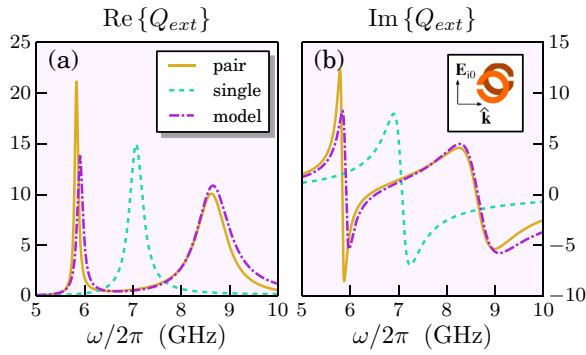 Re {Q_ext} Im {Q_ext}
25 (a) pair (b) E_i0 15
20 single k̂ 10
15 model 5
10 0
5 −5
0 −10
5 6 7 8 9 10 5 6 7 8 9 10
ω/2π (GHz) ω/2π (GHz)